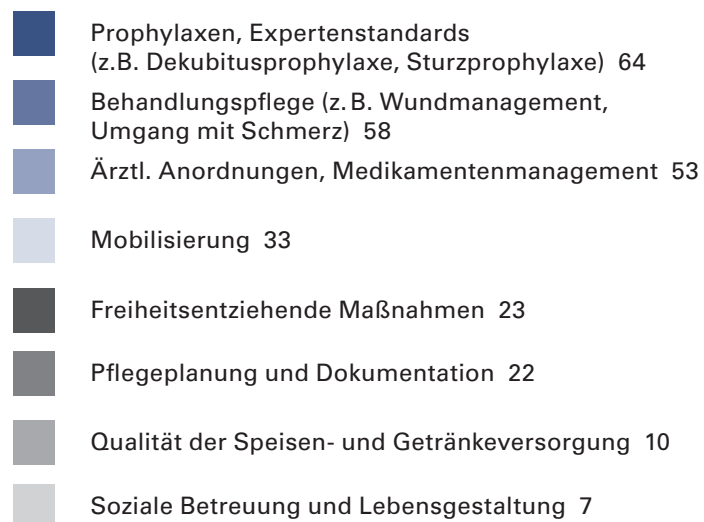 Prophylaxen, Expertenstandards
(z.B. Dekubitusprophylaxe, Sturzprophylaxe) 64
Behandlungspflege (z. B. Wundmanagement,
Umgang mit Schmerz) 58
Ärztl. Anordnungen, Medikamentenmanagement 53
Mobilisierung 33
Freiheitsentziehende Maßnahmen 23
Pflegeplanung und Dokumentation 22
Qualität der Speisen- und Getränkeversorgung 10
Soziale Betreuung und Lebensgestaltung 7